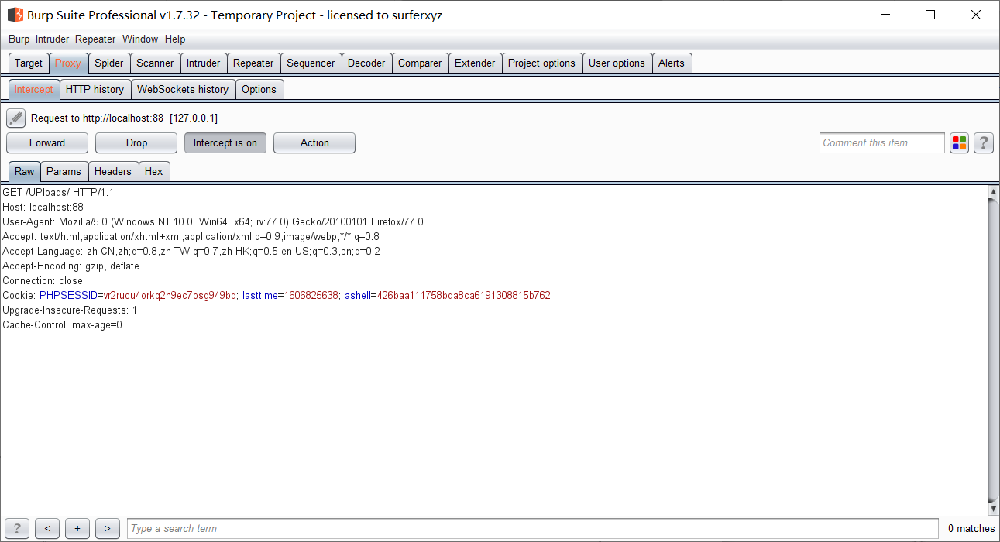 Burp Suite Professional v1.7.32 - Temporary Project - licensed to surferxyz
Burp Intruder Repeater Window Help
Target Proxy Spider Scanner Intruder Repeater Sequencer Decoder Comparer Extender Project options User options Alerts
Intercept HTTP history WebSockets history Options
Request to http://localhost:88 [127.0.0.1]
Forward Drop Intercept is on Action Comment this item ?
Raw Params Headers Hex
GET /UPloads/ HTTP/1.1
Host: localhost:88
User-Agent: Mozilla/5.0 (Windows NT 10.0; Win64; x64; rv:77.0) Gecko/20100101 Firefox/77.0
Accept: text/html,application/xhtml+xml,application/xml;q=0.9,image/webp,*/*;q=0.8
Accept-Language: zh-CN,zh;q=0.8,zh-TW;q=0.7,zh-HK;q=0.5,en-US;q=0.3,en;q=0.2
Accept-Encoding: gzip, deflate
Connection: close
Cookie: PHPSESSID=vr2ruou4orkq2h9ec7osg949bq; lasttime=1606825638; ashell=426baa111758bda8ca6191308815b762
Upgrade-Insecure-Requests: 1
Cache-Control: max-age=0
? < + > Type a search term 0 matches